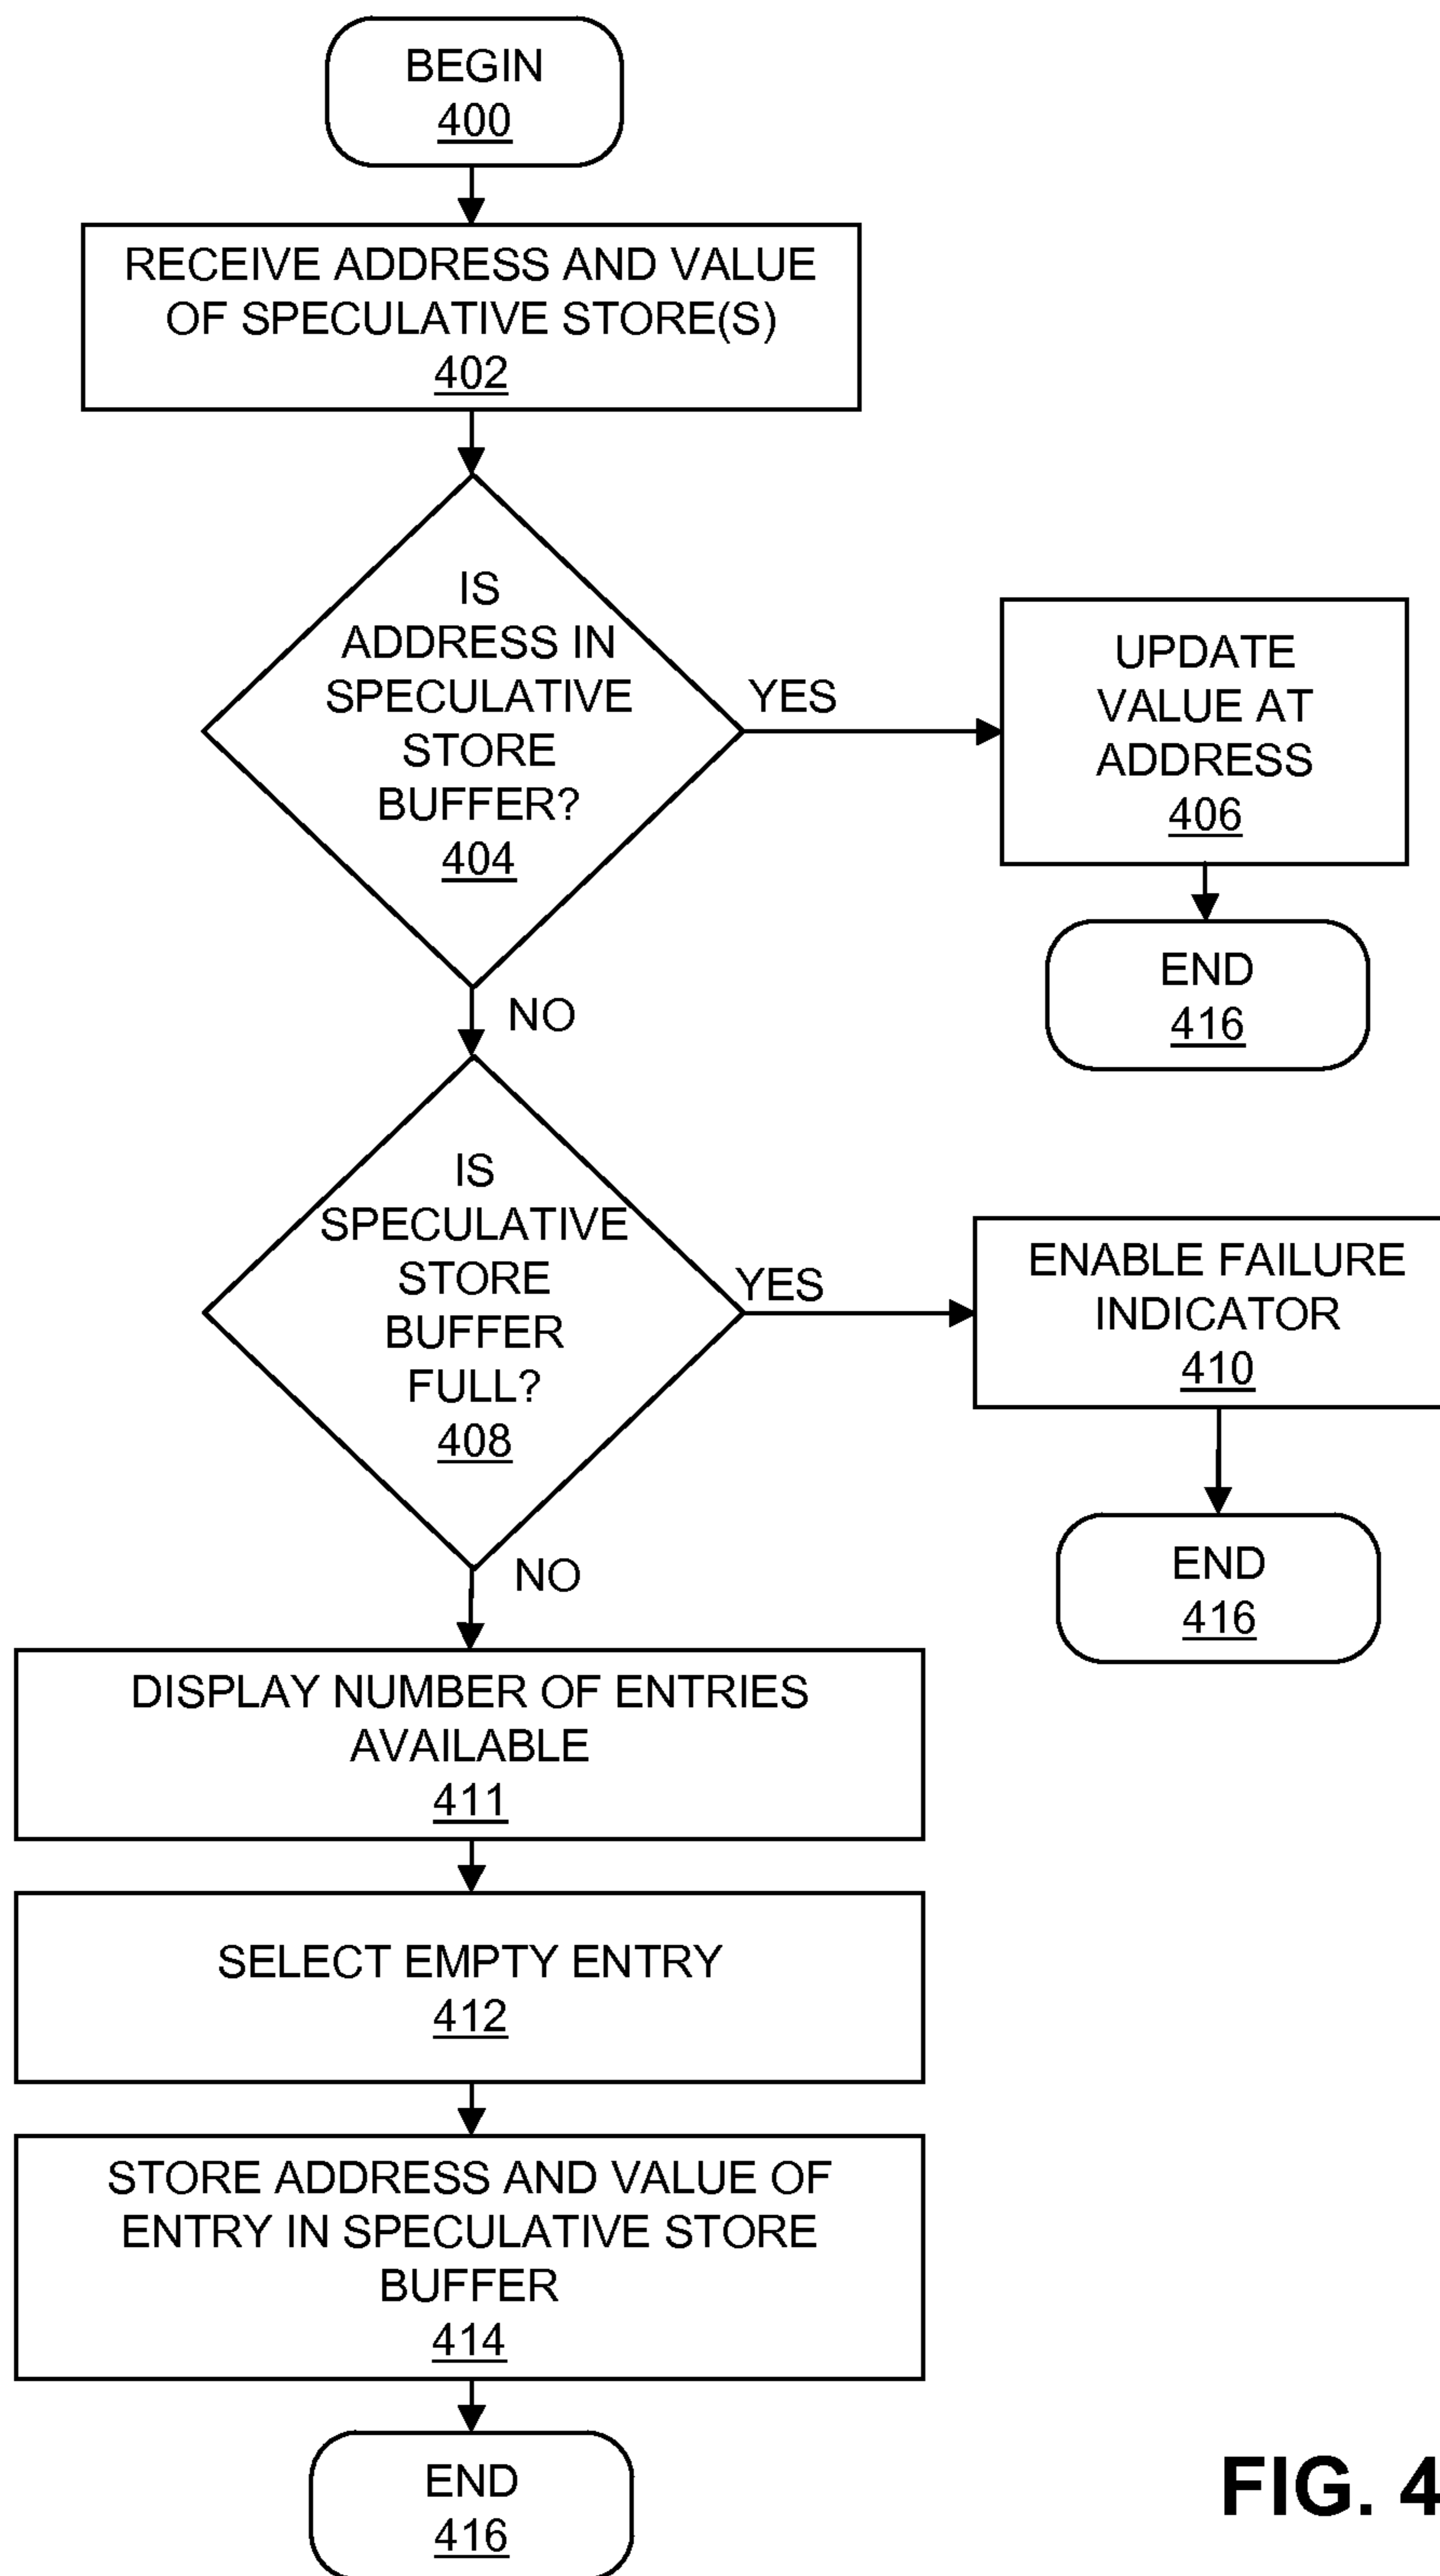 BEGIN
400
RECEIVE ADDRESS AND VALUE
OF SPECULATIVE STORE(S)
402
IS
ADDRESS IN
SPECULATIVE
STORE
BUFFER?
404
YES
UPDATE
VALUE AT
ADDRESS
406
END
416
NO
IS
SPECULATIVE
STORE
BUFFER
FULL?
408
YES
ENABLE FAILURE
INDICATOR
410
END
416
NO
DISPLAY NUMBER OF ENTRIES
AVAILABLE
411
SELECT EMPTY ENTRY
412
STORE ADDRESS AND VALUE OF
ENTRY IN SPECULATIVE STORE
BUFFER
414
END
416
FIG. 4